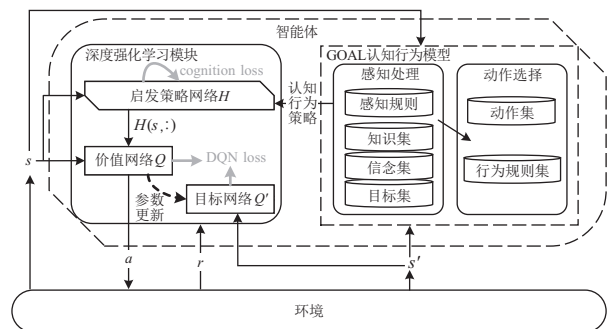 智能体
深度强化学习模块
cognition loss
启发策略网络H
H(s,:)
价值网络Q
DQN loss
参数
更新
目标网络Q'
认知
行为
策略
GOAL认知行为模型
感知处理
感知规则
知识集
信念集
目标集
动作选择
动作集
行为规则集
s
a
r
s'
环境